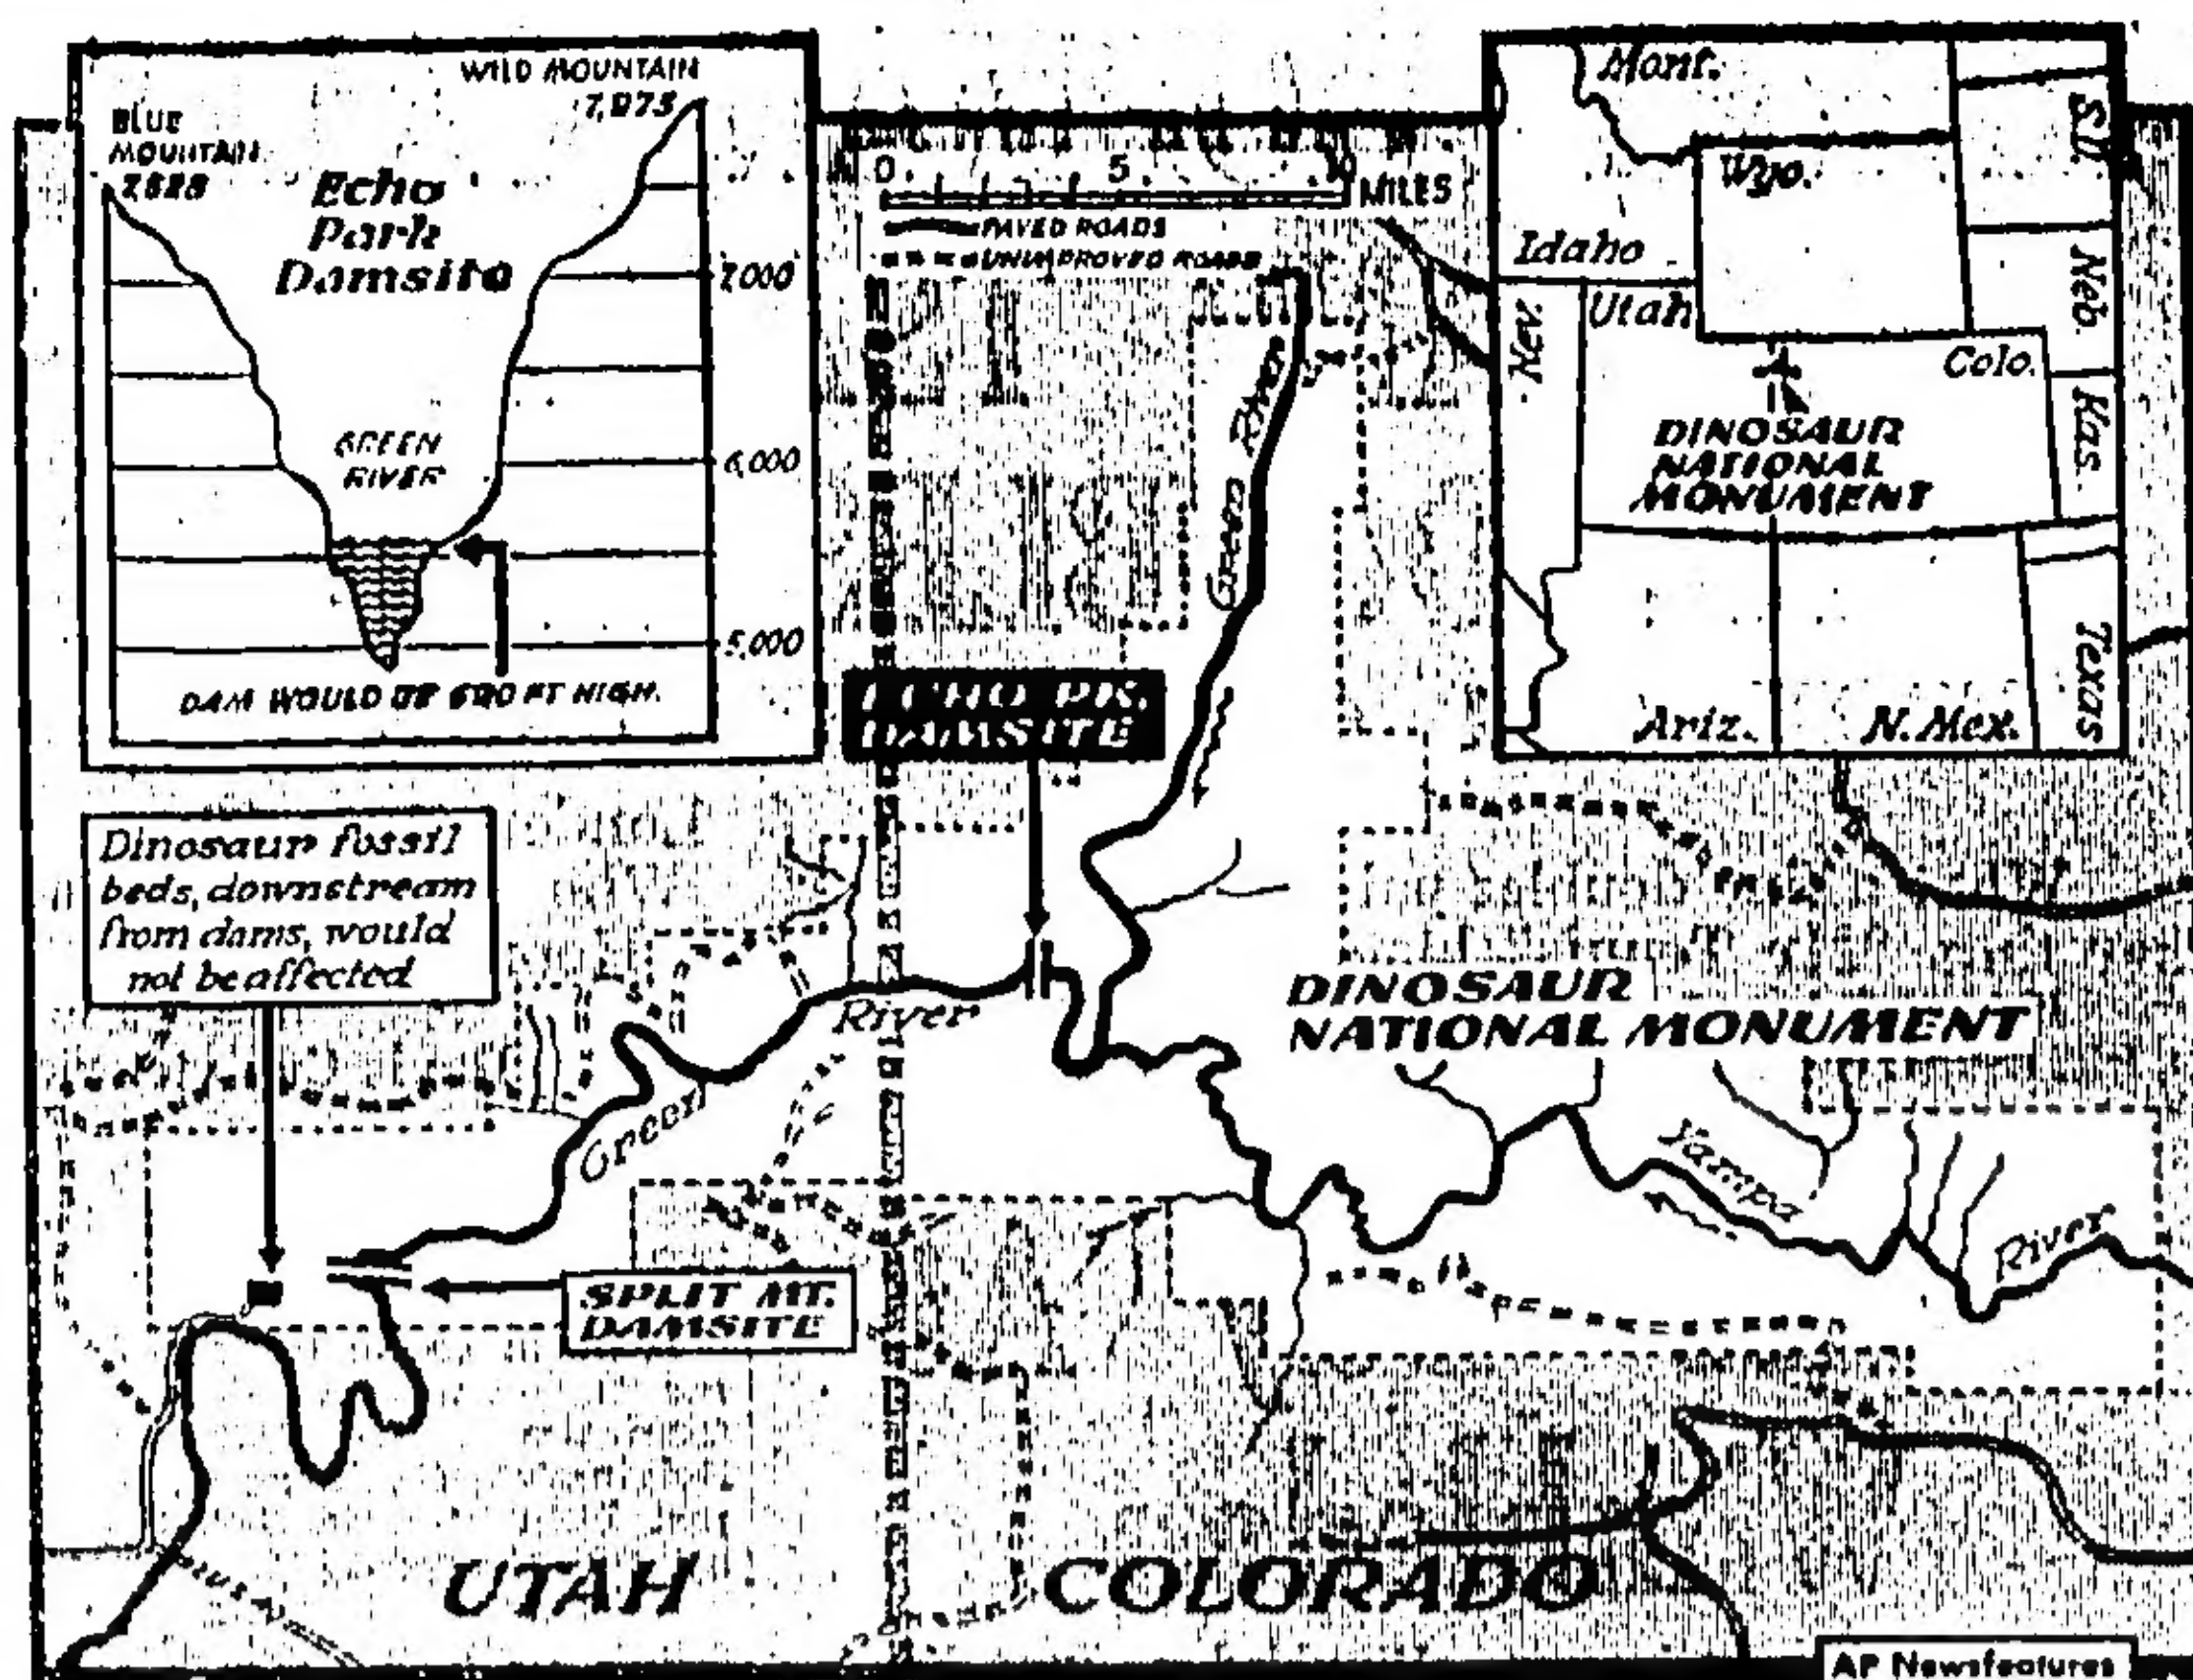 WILD MOUNTAIN
7,973
BLUE
MOUNTAIN
Echo
Park
Damsite
7,000
GREEN
RIVER
6,000
5,000
DAM WOULD BE FT HIGH.
0 5 10
MILES
PAVED ROADS
UNIMPROVED ROADS
Mont.
S.D.
Wyo.
Idaho
Neb.
Nev.
Utah
Colo.
Kas.
DINOSAUR
NATIONAL
MONUMENT
Texas
Ariz.
N. Mex.
Green River
ECHO PK.
DAMSITE
Dinosaur fossil
beds, downstream
from dams, would
not be affected
River
Green
DINOSAUR
NATIONAL MONUMENT
Yampa
River
SPLIT MT.
DAMSITE
UTAH
COLORADO
AP Newsfeatures